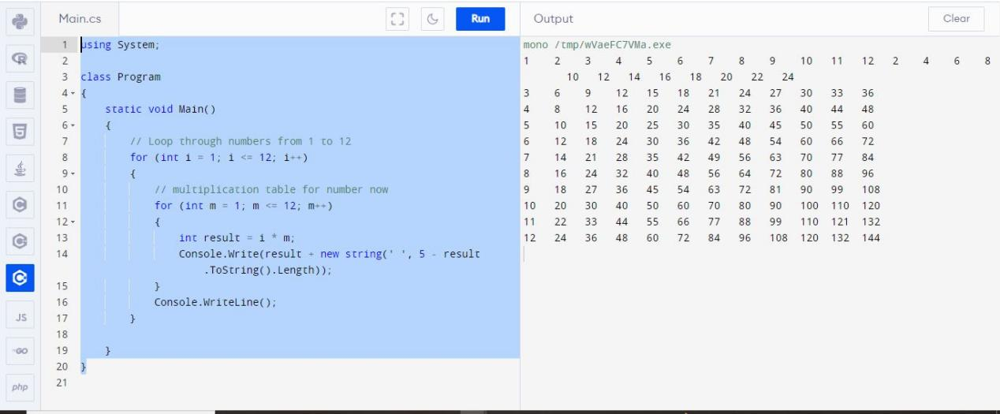 Main.cs
Run
Output
Clear
1 using System;
2
3 class Program
4 {
5     static void Main()
6     {
7         // Loop through numbers from 1 to 12
8         for (int i = 1; i <= 12; i++)
9         {
10             // multiplication table for number now
11             for (int m = 1; m <= 12; m++)
12             {
13                 int result = i * m;
14                 Console.Write(result + new string(' ', 5 - result
.ToString().Length));
15             }
16             Console.WriteLine();
17         }
18
19     }
20 }
21
mono /tmp/wVaeFC7VMa.exe
1    2    3    4    5    6    7    8    9    10   11   12   2    4    6    8
10   12   14   16   18   20   22   24
3    6    9    12   15   18   21   24   27   30   33   36
4    8    12   16   20   24   28   32   36   40   44   48
5    10   15   20   25   30   35   40   45   50   55   60
6    12   18   24   30   36   42   48   54   60   66   72
7    14   21   28   35   42   49   56   63   70   77   84
8    16   24   32   40   48   56   64   72   80   88   96
9    18   27   36   45   54   63   72   81   90   99   108
10   20   30   40   50   60   70   80   90   100  110  120
11   22   33   44   55   66   77   88   99   110  121  132
12   24   36   48   60   72   84   96   108  120  132  144
R
5
C
C
C
JS
GO
php